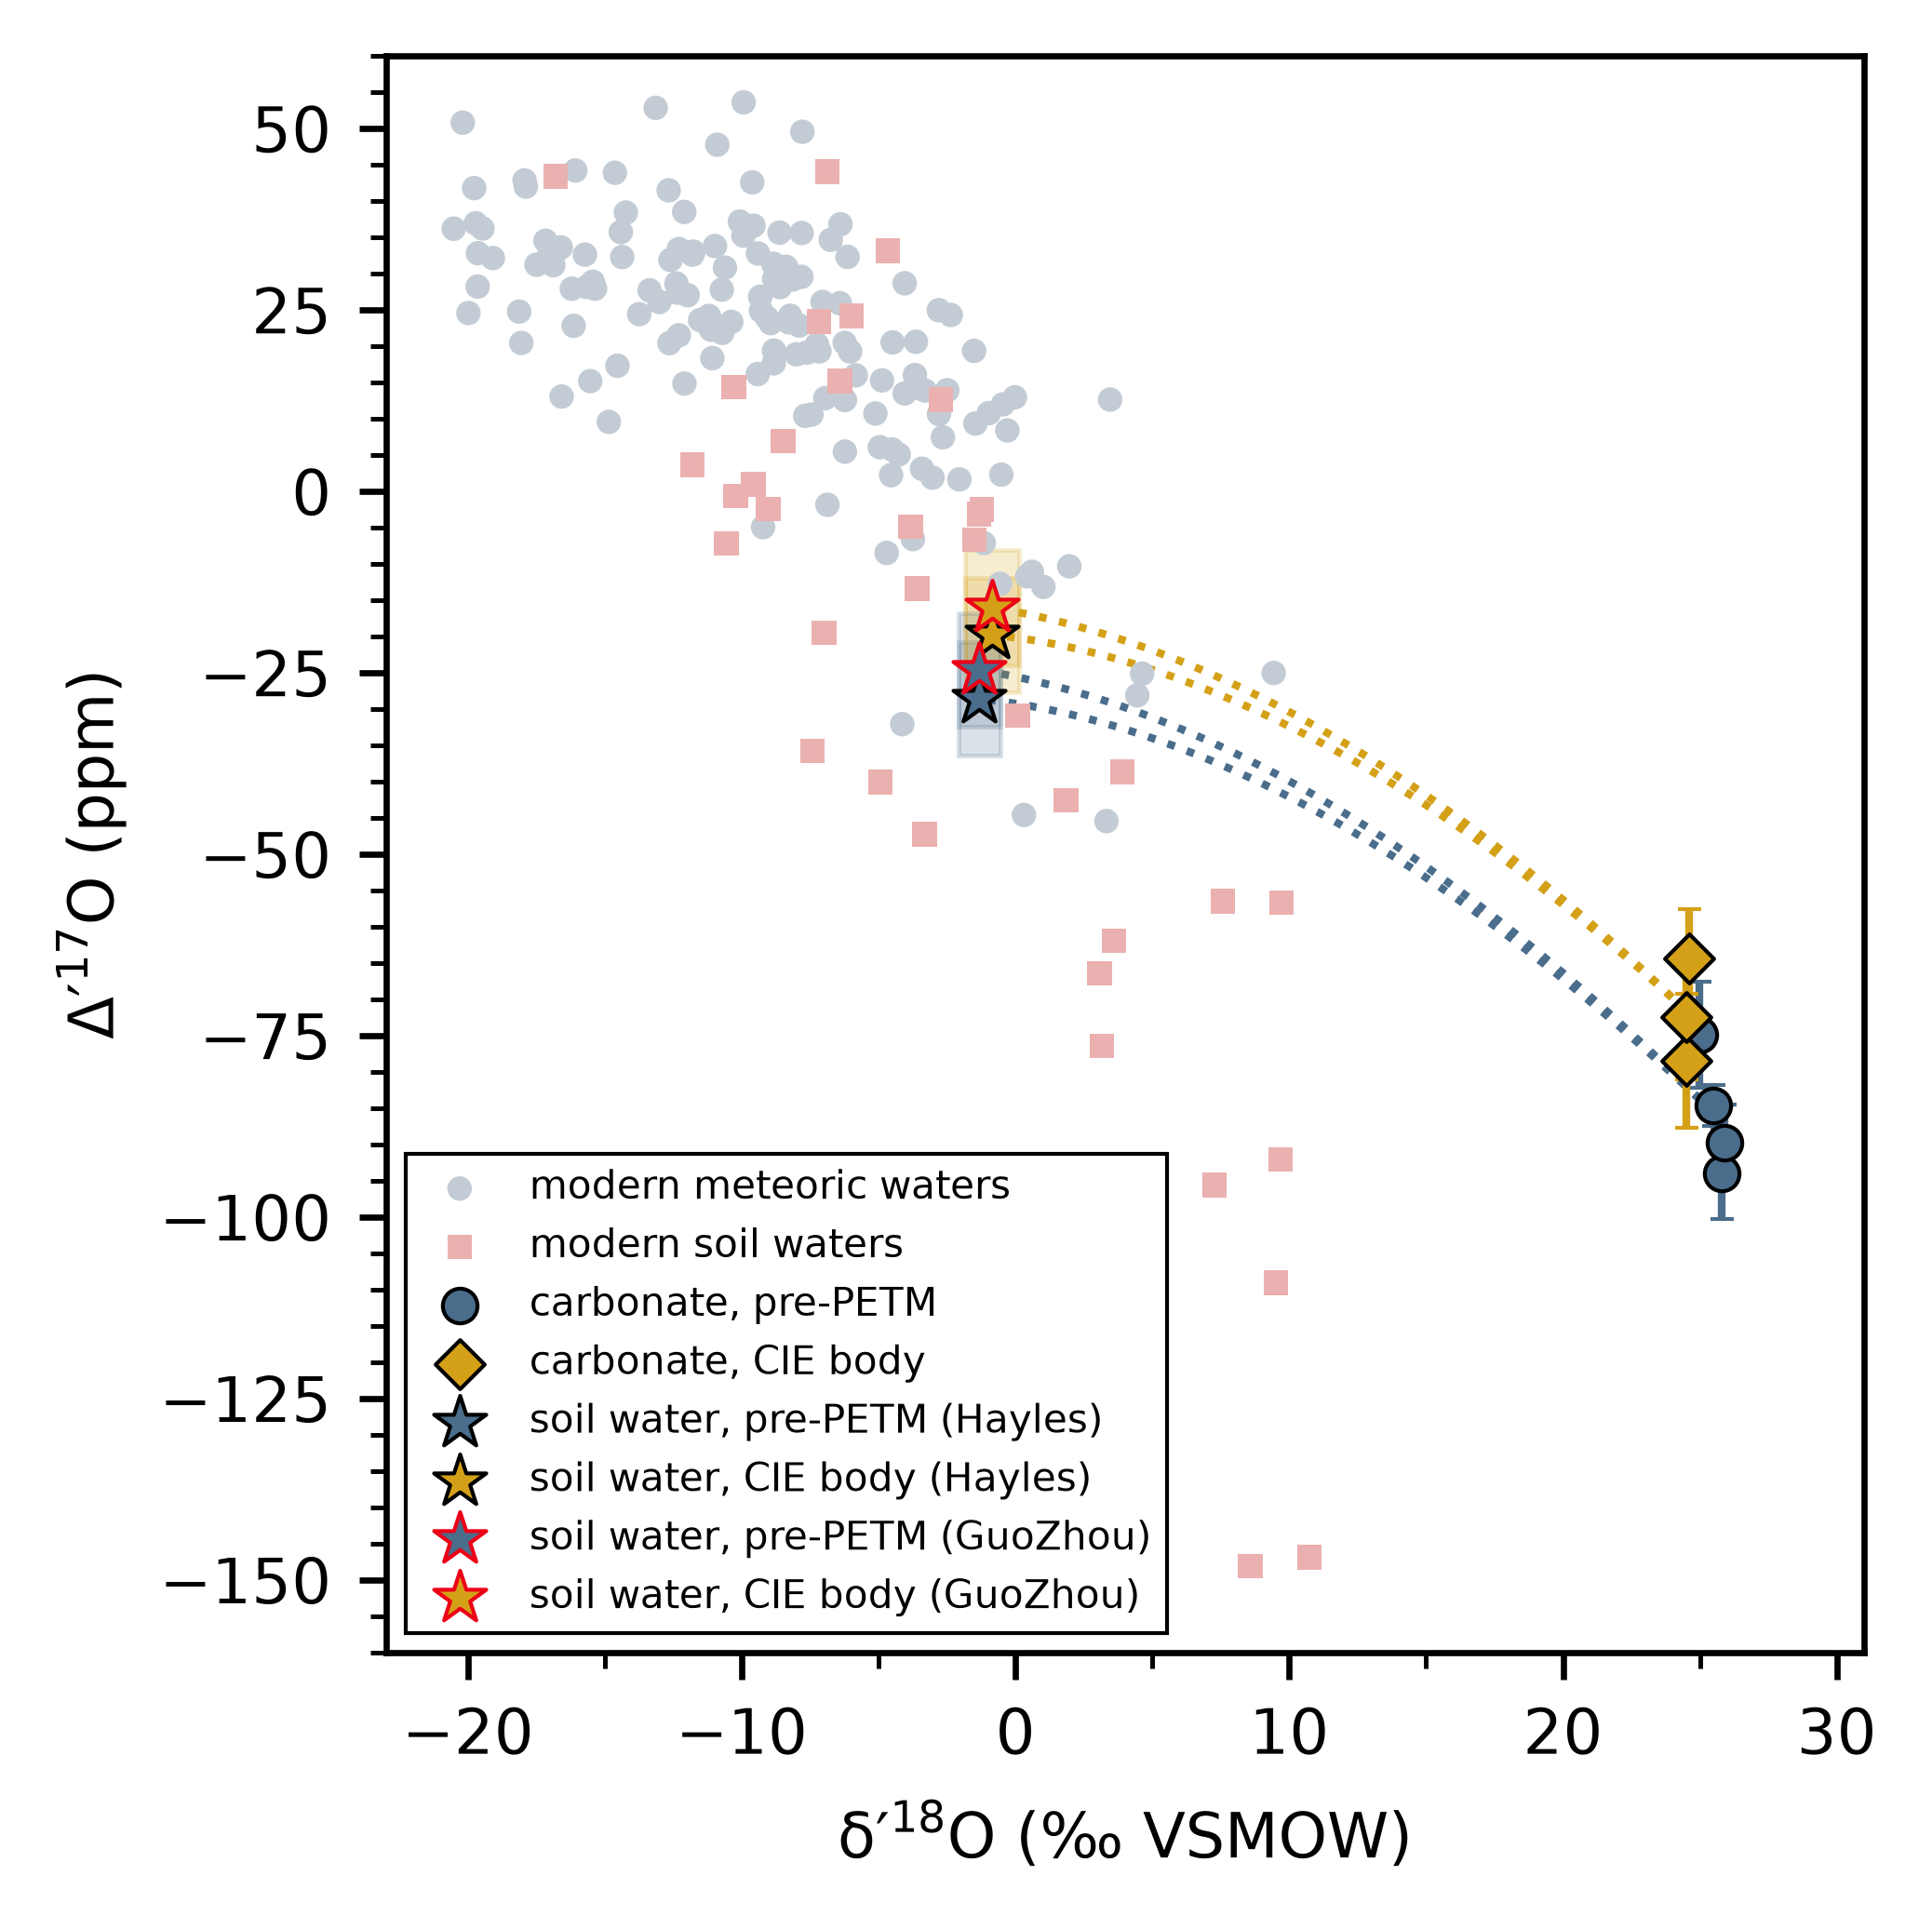 50
25
0
−25
−50
−75
−100
−125
−150
Δ′¹⁷O (ppm)
modern meteoric waters
modern soil waters
carbonate, pre-PETM
carbonate, CIE body
soil water, pre-PETM (Hayles)
soil water, CIE body (Hayles)
soil water, pre-PETM (GuoZhou)
soil water, CIE body (GuoZhou)
−20 −10 0 10 20 30
δ′¹⁸O (‰ VSMOW)